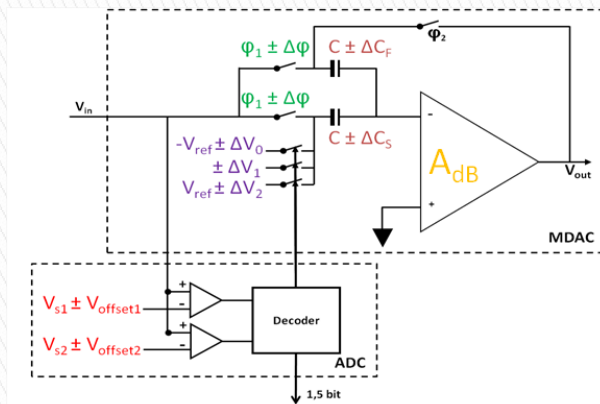 φ₁ ± Δφ C ± ΔC_F φ₂
φ₁ ± Δφ C ± ΔC_S
V_in
-V_ref ± ΔV₀
± ΔV₁
V_ref ± ΔV₂
-
A_dB
+
V_out
MDAC
+
V_s1 ± V_offset1 -
+
V_s2 ± V_offset2 -
Decoder
ADC
1,5 bit